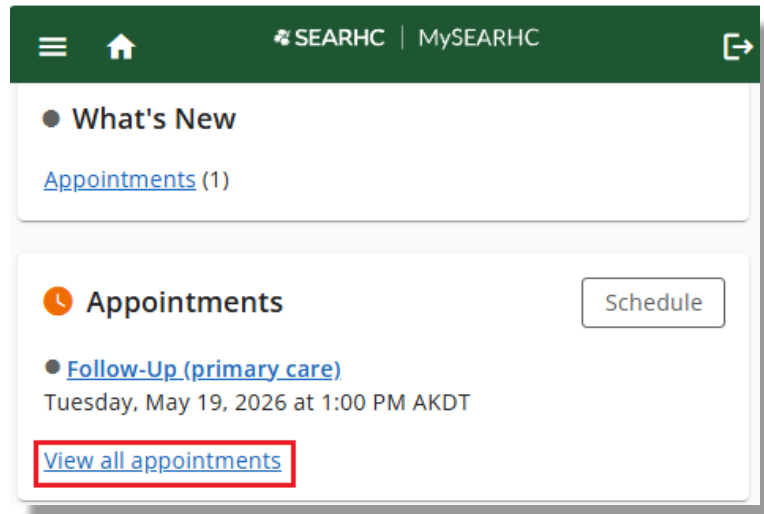 SEARHC | MySEARHC
What's New
Appointments (1)
Appointments
Schedule
Follow-Up (primary care)
Tuesday, May 19, 2026 at 1:00 PM AKDT
View all appointments